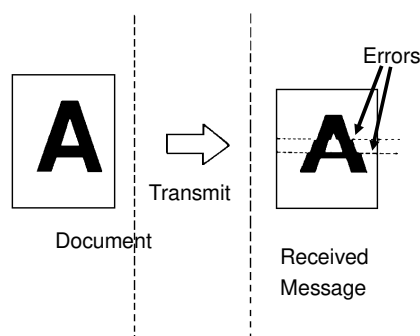 Errors
A
A
Transmit
Document
Received
Message